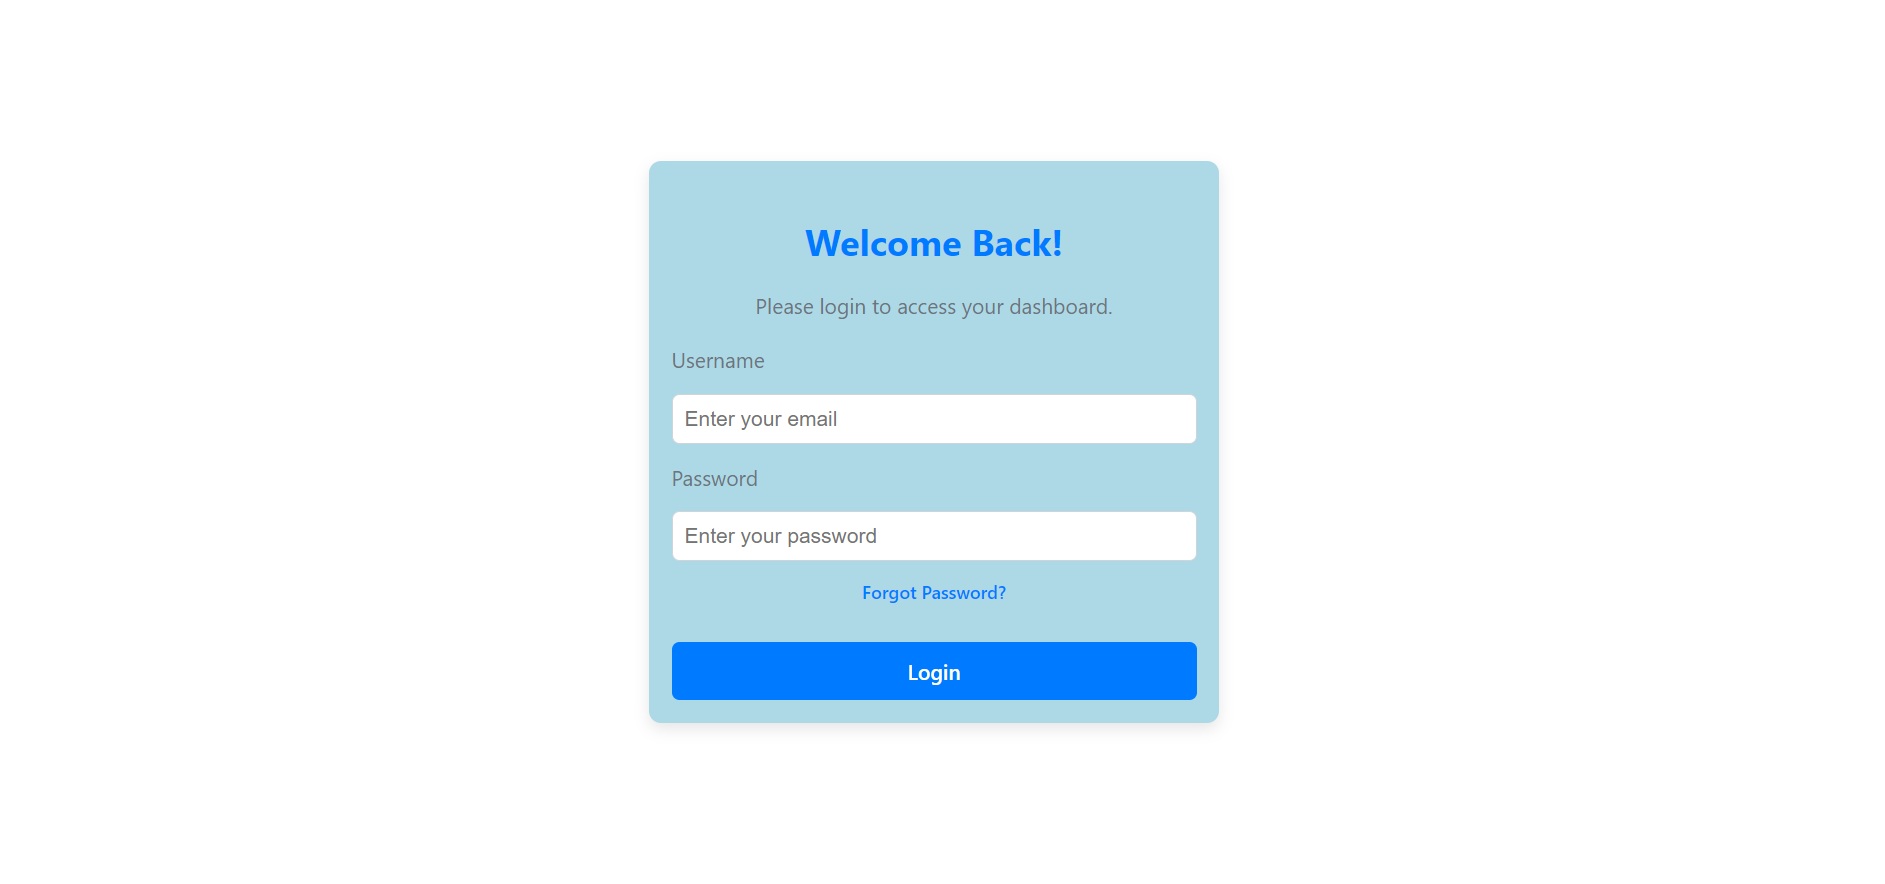 Welcome Back!
Please login to access your dashboard.
Username
Enter your email
Password
Enter your password
Forgot Password?
Login